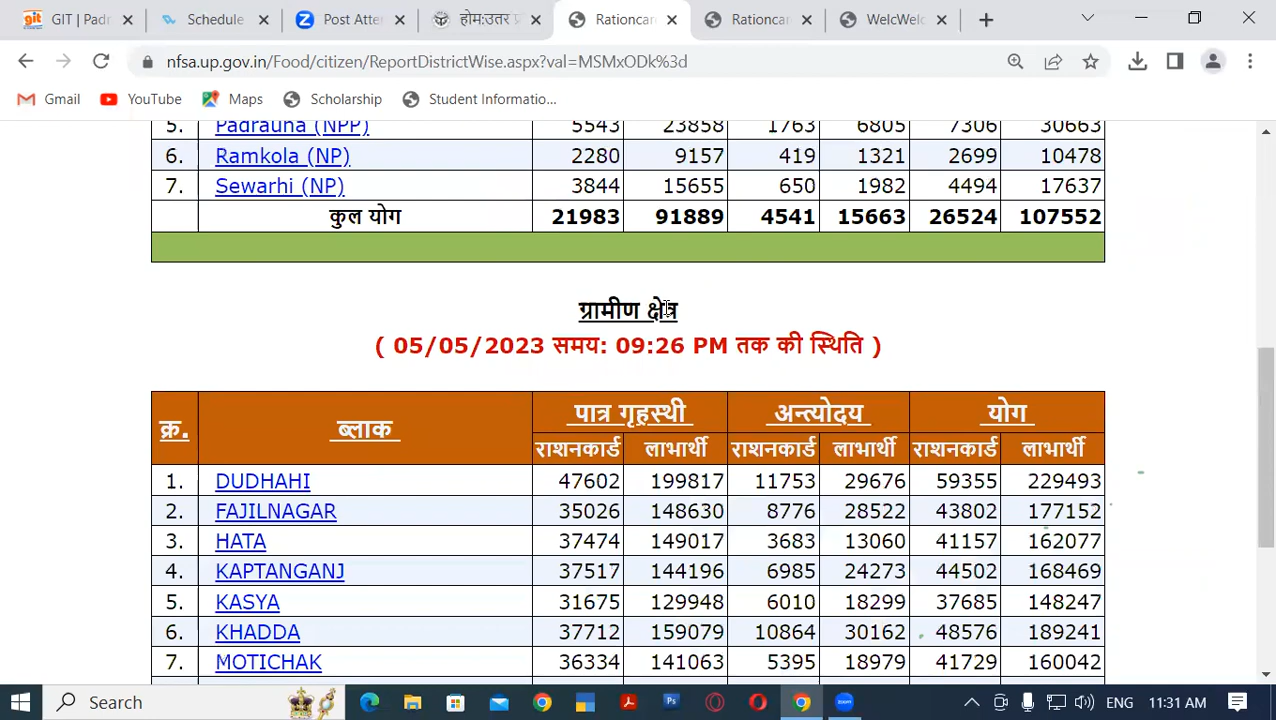 GIT | Padr
Schedule
Post Atte
होम:उतर प्र
Rationcar
Rationcar
WelcWelc
nfsa.up.gov.in/Food/citizen/ReportDistrictWise.aspx?val=MSMxODk%3d
Gmail YouTube Maps Scholarship Student Informatio...
5. Padrauna (NPP) 5543 23858 1763 6805 7306 30663
6. Ramkola (NP) 2280 9157 419 1321 2699 10478
7. Sewarhi (NP) 3844 15655 650 1982 4494 17637
कुल योग 21983 91889 4541 15663 26524 107552
ग्रामीण क्षेत्र
( 05/05/2023 समय: 09:26 PM तक की स्थिति )
क्र. ब्लाक पात्र गृहस्थी अन्त्योदय योग
राशनकार्ड लाभार्थी राशनकार्ड लाभार्थी राशनकार्ड लाभार्थी
1. DUDHAHI 47602 199817 11753 29676 59355 229493
2. FAJILNAGAR 35026 148630 8776 28522 43802 177152
3. HATA 37474 149017 3683 13060 41157 162077
4. KAPTANGANJ 37517 144196 6985 24273 44502 168469
5. KASYA 31675 129948 6010 18299 37685 148247
6. KHADDA 37712 159079 10864 30162 48576 189241
7. MOTICHAK 36334 141063 5395 18979 41729 160042
Search ENG 11:31 AM